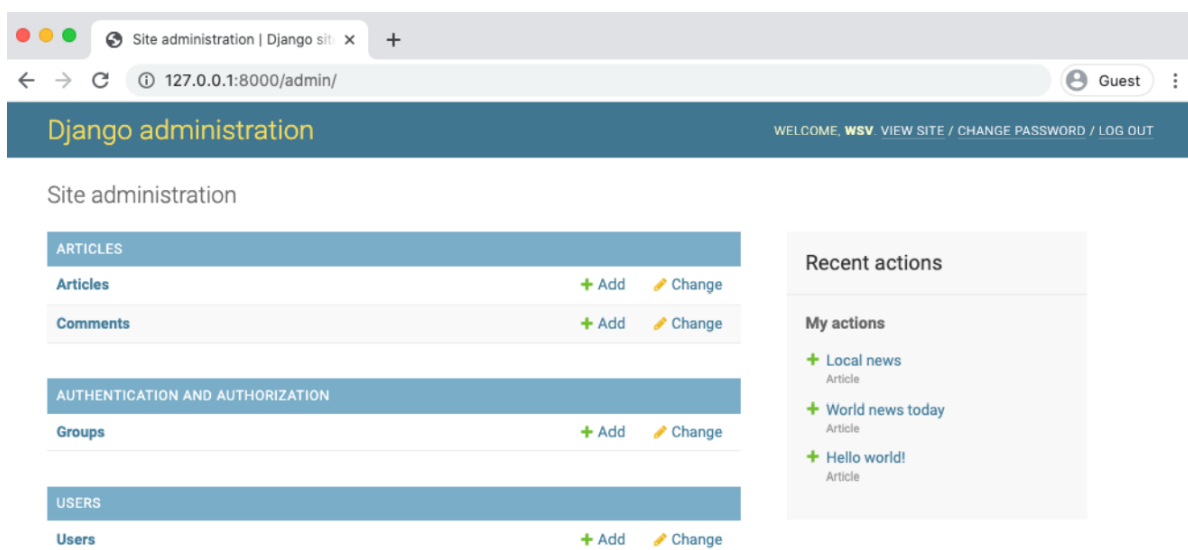 Site administration | Django sit
127.0.0.1:8000/admin/
Guest
Django administration
WELCOME, WSV. VIEW SITE / CHANGE PASSWORD / LOG OUT
Site administration
ARTICLES
Articles + Add Change
Comments + Add Change
AUTHENTICATION AND AUTHORIZATION
Groups + Add Change
USERS
Users + Add Change
Recent actions
My actions
+ Local news
Article
+ World news today
Article
+ Hello world!
Article